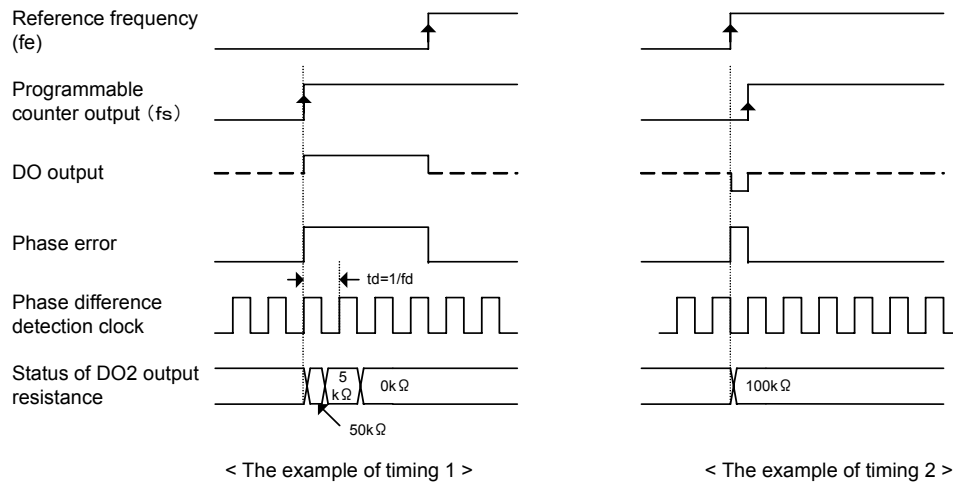 Reference frequency
(fe)
Programmable
counter output (fs)
DO output
Phase error
td=1/fd
Phase difference
detection clock
Status of DO2 output
resistance
5
kΩ
0kΩ
50kΩ
100kΩ
< The example of timing 1 >
< The example of timing 2 >